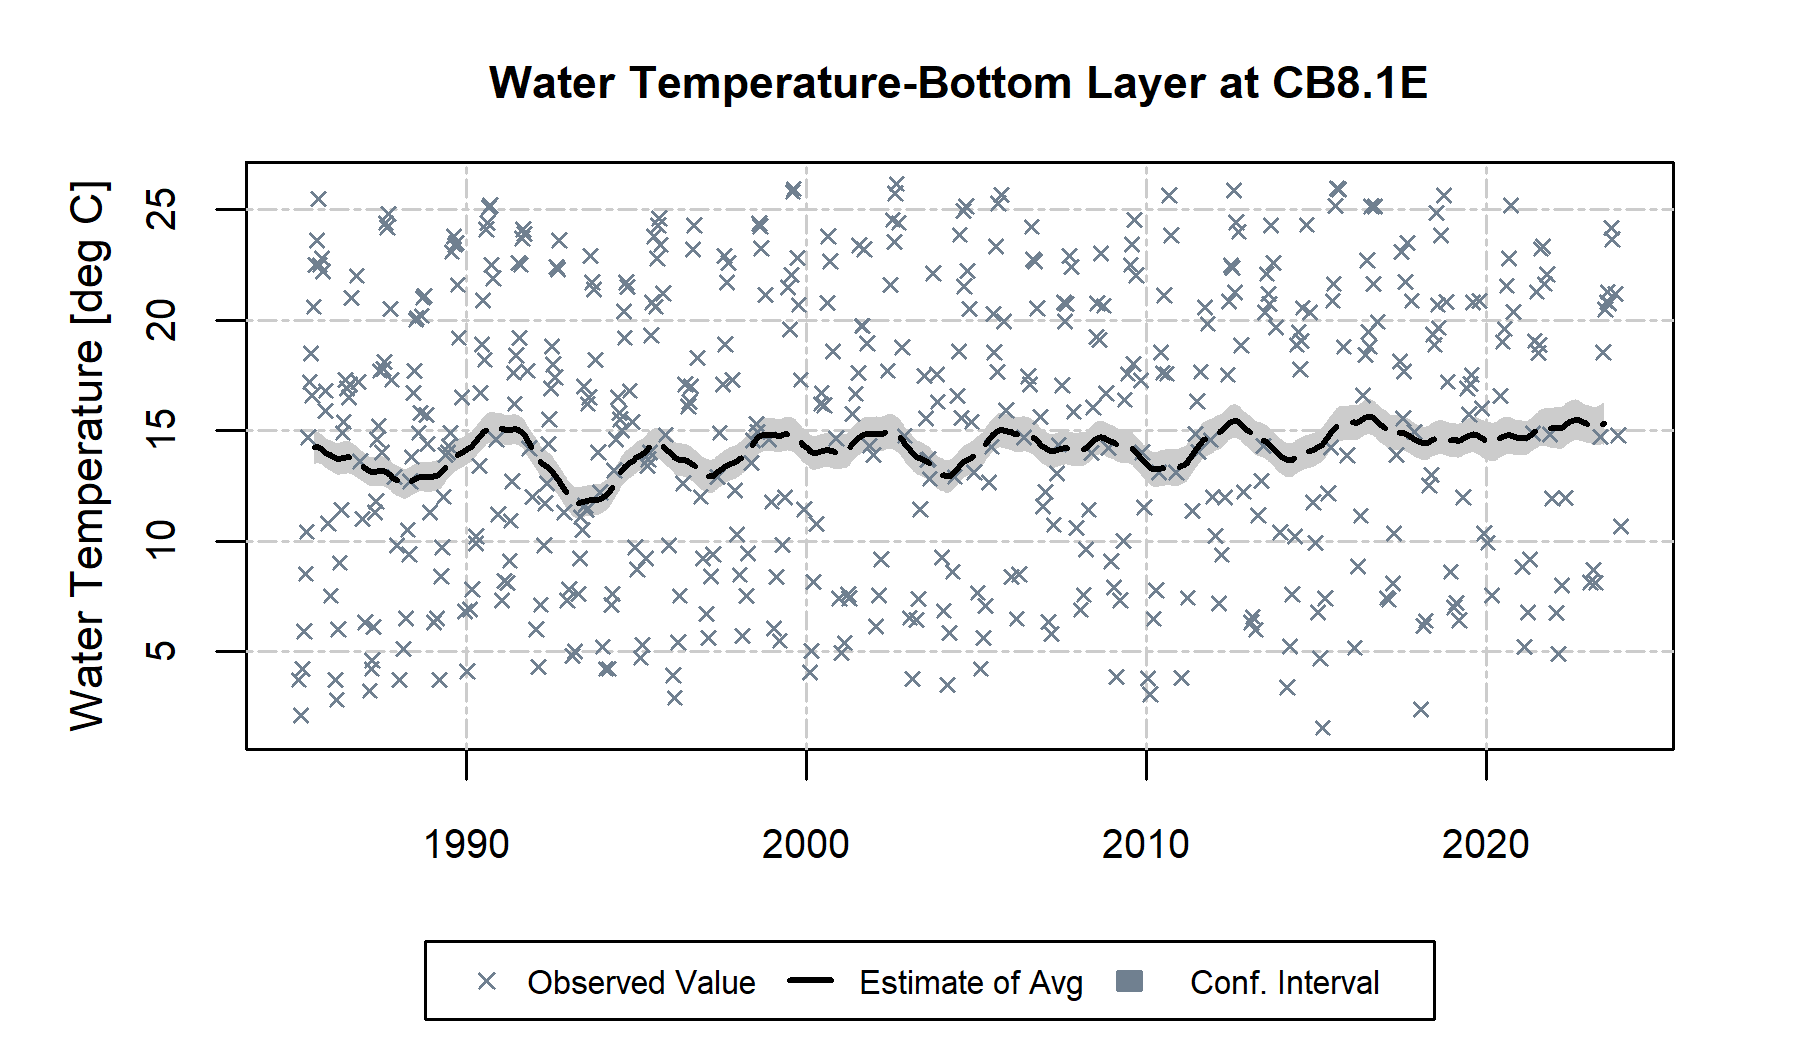 Water Temperature-Bottom Layer at CB8.1E
Water Temperature [deg C]
25
20
15
10
5
1990 2000 2010 2020
Observed Value Estimate of Avg Conf. Interval